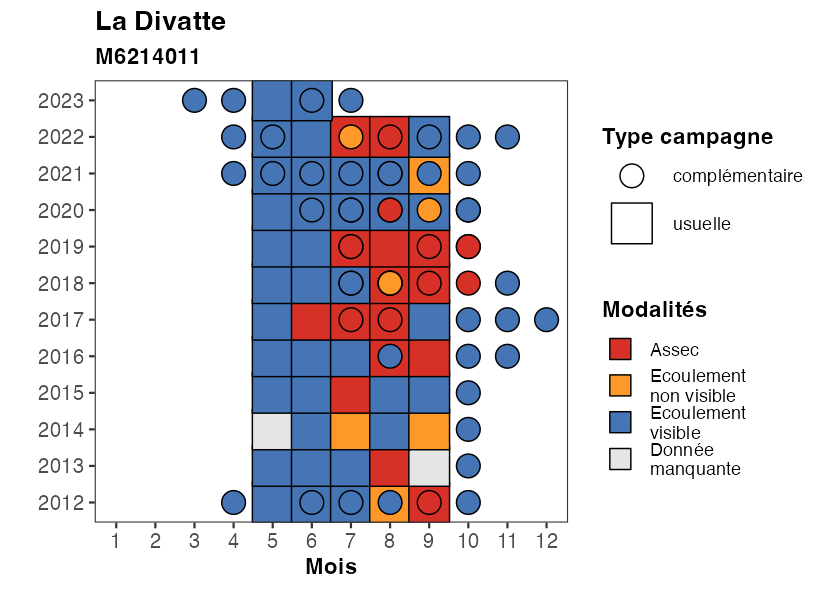 La Divatte
M6214011
2023
2022
2021
2020
2019
2018
2017
2016
2015
2014
2013
2012
1 2 3 4 5 6 7 8 9 10 11 12
Mois
Type campagne
complémentaire
usuelle
Modalités
Assec
Ecoulement
non visible
Ecoulement
visible
Donnée
manquante